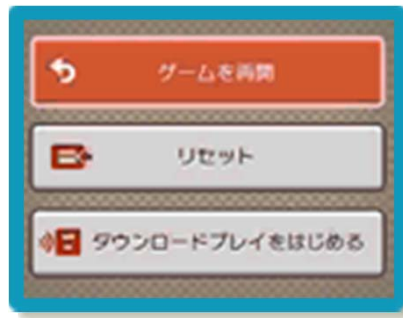 ゲームを再開
リセット
ダウンロードプレイをはじめる